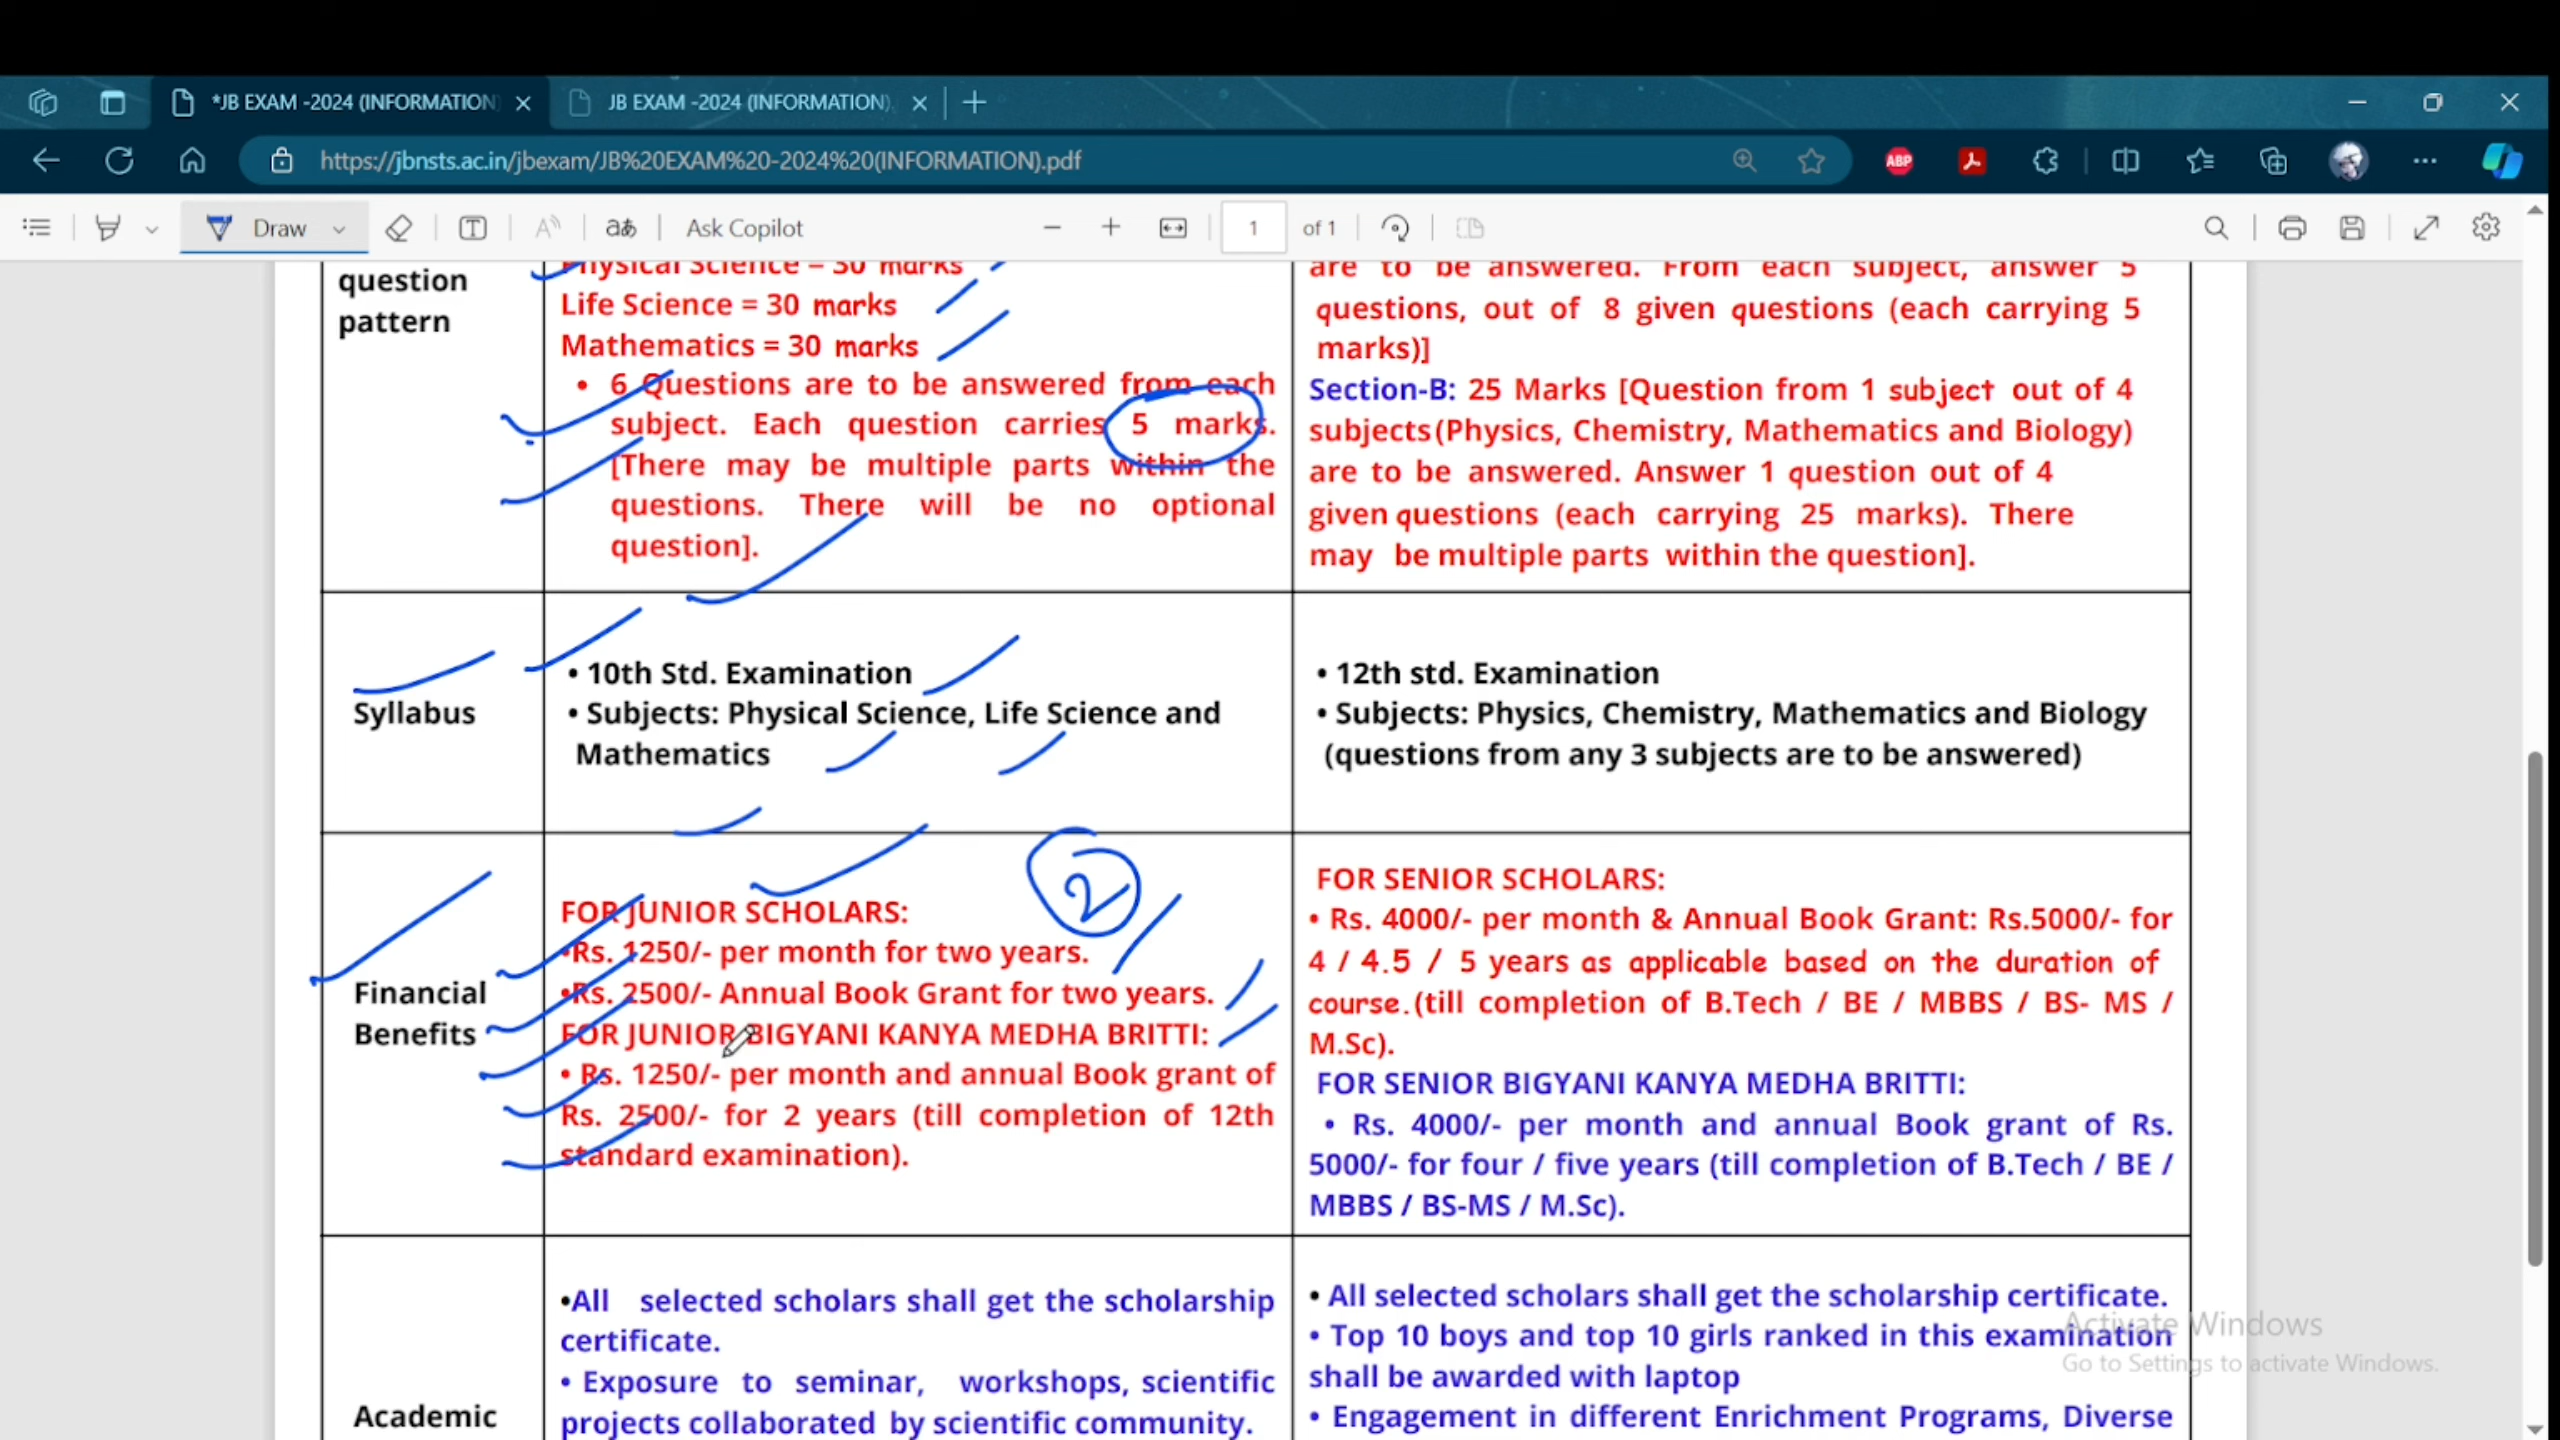 *JB EXAM -2024 (INFORMATION
JB EXAM -2024 (INFORMATION).
https://jbnsts.ac.in/jbexam/JB%20EXAM%20-2024%20(INFORMATION).pdf
ABP
Draw
Ask Copilot
1 of 1
question
pattern
Physical Science = 30 marks
Life Science = 30 marks
Mathematics = 30 marks
• 6 Questions are to be answered from each
subject. Each question carries 5 marks.
[There may be multiple parts within the
questions. There will be no optional
question].
are to be answered. From each subject, answer 5
questions, out of 8 given questions (each carrying 5
marks)]
Section-B: 25 Marks [Question from 1 subject out of 4
subjects (Physics, Chemistry, Mathematics and Biology)
are to be answered. Answer 1 question out of 4
given questions (each carrying 25 marks). There
may be multiple parts within the question].
Syllabus
• 10th Std. Examination
• Subjects: Physical Science, Life Science and
Mathematics
• 12th std. Examination
• Subjects: Physics, Chemistry, Mathematics and Biology
(questions from any 3 subjects are to be answered)
Financial
Benefits
2
FOR JUNIOR SCHOLARS:
•Rs. 1250/- per month for two years.
•Rs. 2500/- Annual Book Grant for two years.
FOR JUNIOR BIGYANI KANYA MEDHA BRITTI:
• Rs. 1250/- per month and annual Book grant of
Rs. 2500/- for 2 years (till completion of 12th
standard examination).
FOR SENIOR SCHOLARS:
• Rs. 4000/- per month & Annual Book Grant: Rs.5000/- for
4 / 4.5 / 5 years as applicable based on the duration of
course. (till completion of B.Tech / BE / MBBS / BS- MS /
M.Sc).
FOR SENIOR BIGYANI KANYA MEDHA BRITTI:
• Rs. 4000/- per month and annual Book grant of Rs.
5000/- for four / five years (till completion of B.Tech / BE /
MBBS / BS-MS / M.Sc).
Academic
•All selected scholars shall get the scholarship
certificate.
• Exposure to seminar, workshops, scientific
projects collaborated by scientific community.
• All selected scholars shall get the scholarship certificate.
• Top 10 boys and top 10 girls ranked in this examination
shall be awarded with laptop
• Engagement in different Enrichment Programs, Diverse
Activate Windows
Go to Settings to activate Windows.